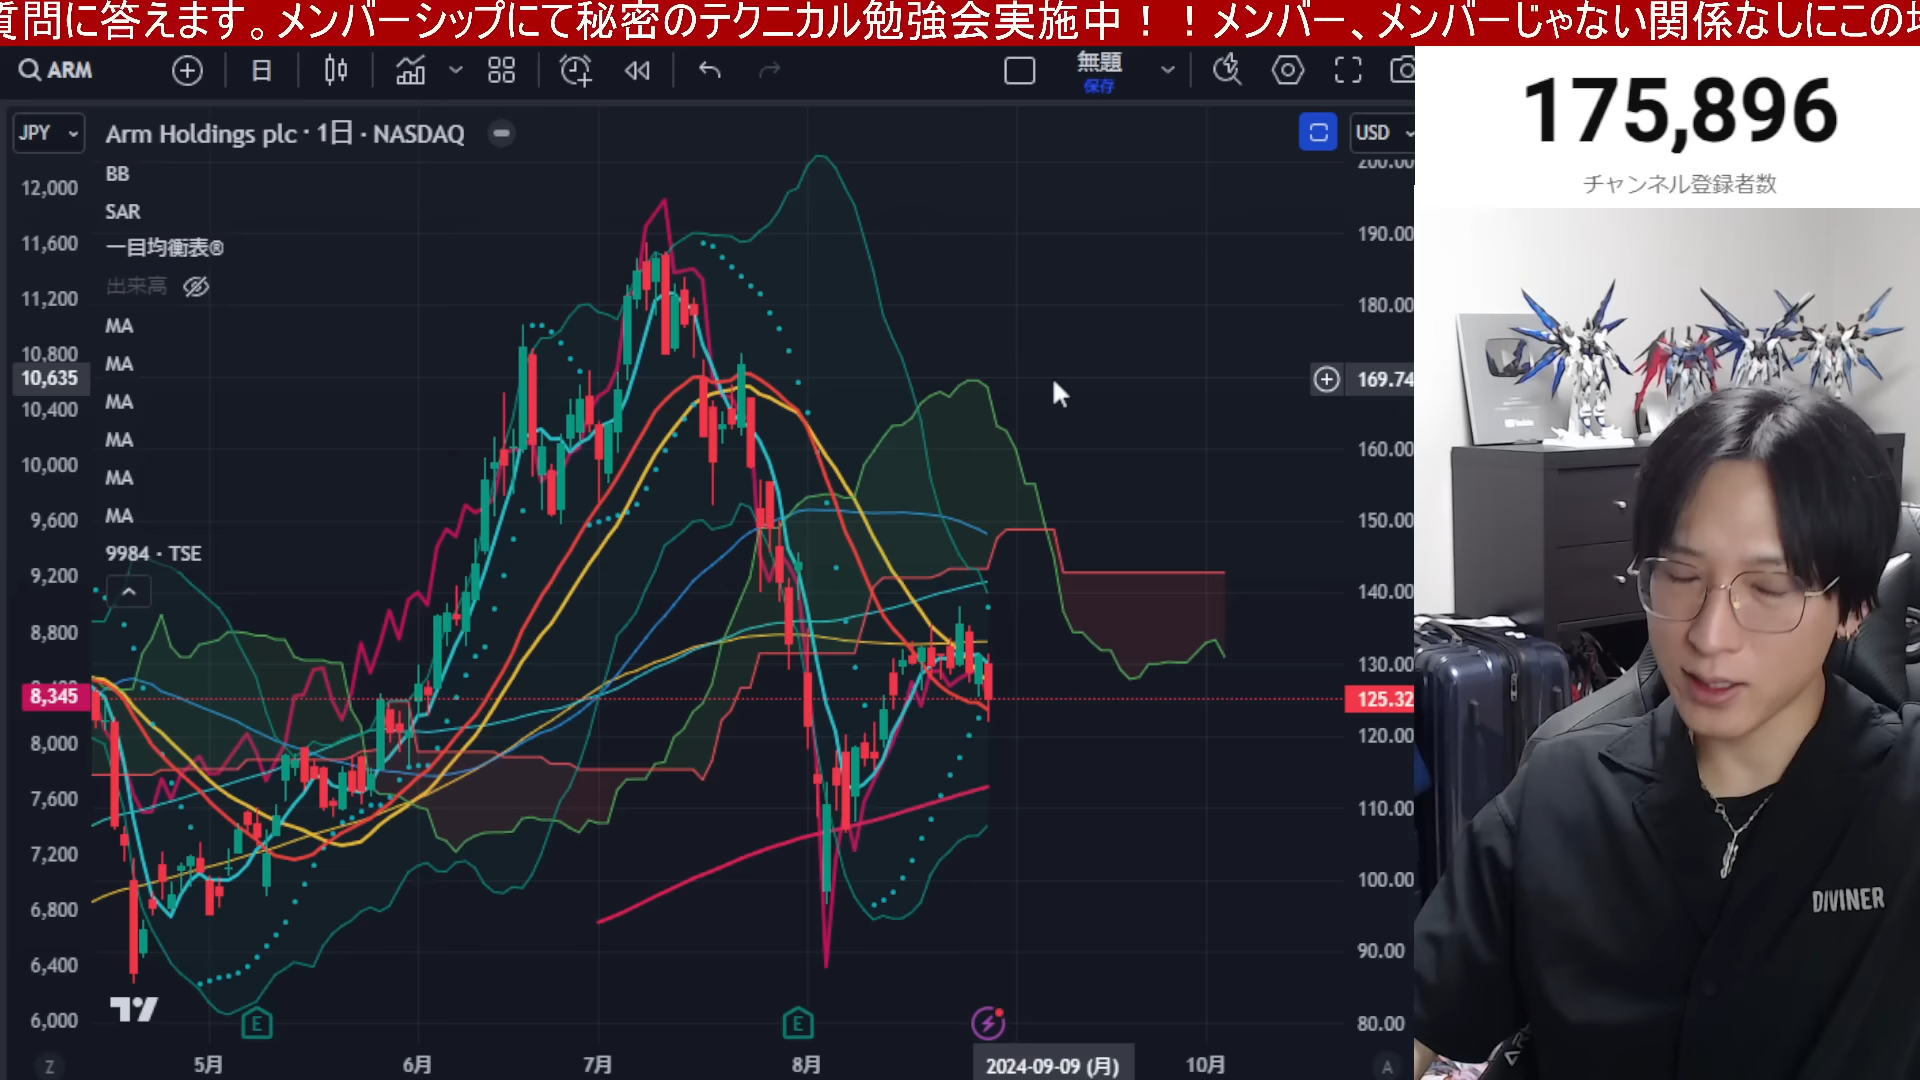 質問に答えます。メンバーシップにて秘密のテクニカル勉強会実施中！！メンバー、メンバーじゃない関係なしにこの
ARM
日
無題
保存
175,896
チャンネル登録者数
JPY
Arm Holdings plc · 1日 · NASDAQ
USD
BB
SAR
一目均衡表®
出来高
MA
MA
MA
MA
MA
MA
9984 · TSE
12,000
11,600
11,200
10,800
10,635
10,400
10,000
9,600
9,200
8,800
8,345
8,000
7,600
7,200
6,800
6,400
6,000
200.00
190.00
180.00
169.74
160.00
150.00
140.00
130.00
125.32
120.00
110.00
100.00
90.00
80.00
E
E
Z
5月
6月
7月
8月
2024-09-09 (月)
10月
A
DIVINER